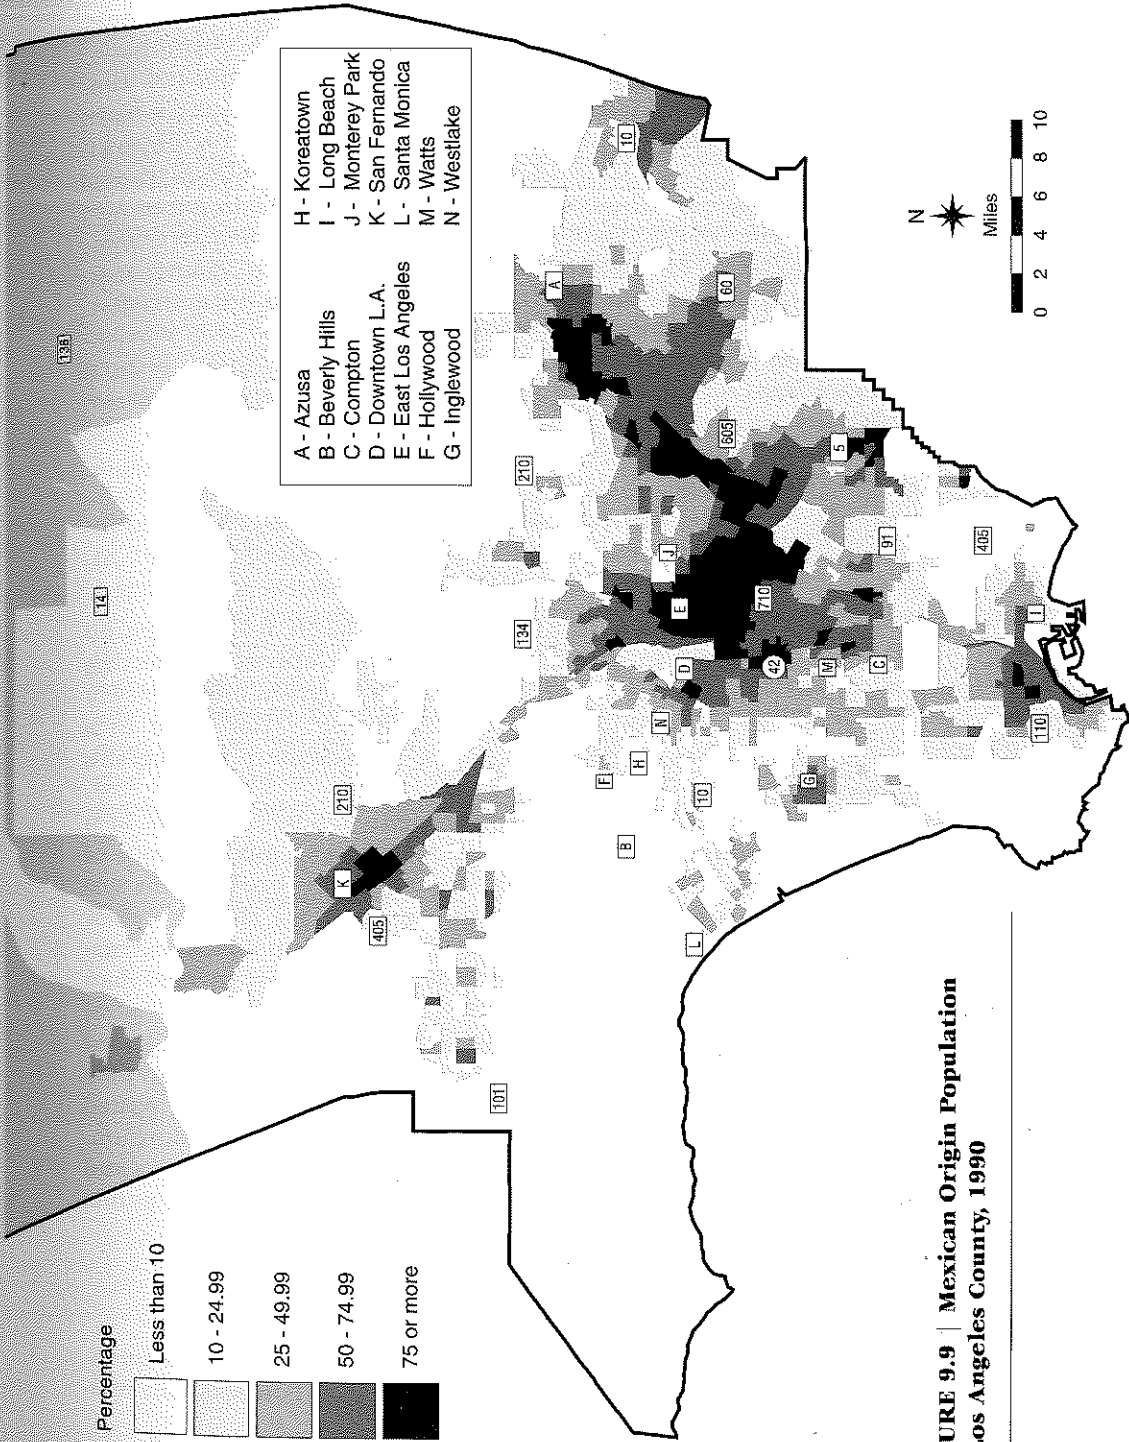 Percentage
Less than 10
10 - 24.99
25 - 49.99
50 - 74.99
75 or more
A - Azusa
B - Beverly Hills
C - Compton
D - Downtown L.A.
E - East Los Angeles
F - Hollywood
G - Inglewood
H - Koreatown
I - Long Beach
J - Monterey Park
K - San Fernando
L - Santa Monica
M - Watts
N - Westlake
138
14
210
210
134
405
101
K
A
10
60
605
5
J
E
710
D
42
N
M
C
91
405
F
H
10
B
G
L
I
110
N
Miles
0 2 4 6 8 10
URE 9.9 | Mexican Origin Population
os Angeles County, 1990